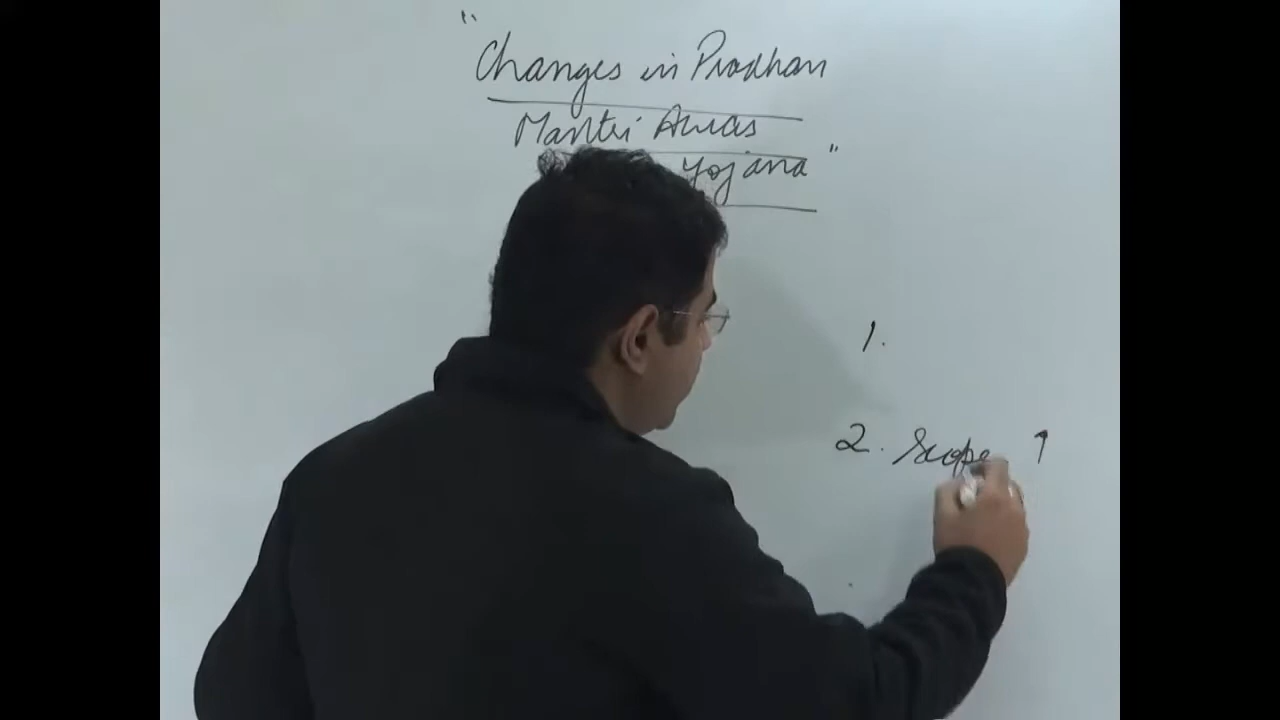 "Changes in Pradhan
Mantri Awas
Yojana"
1.
2. Scope ↑